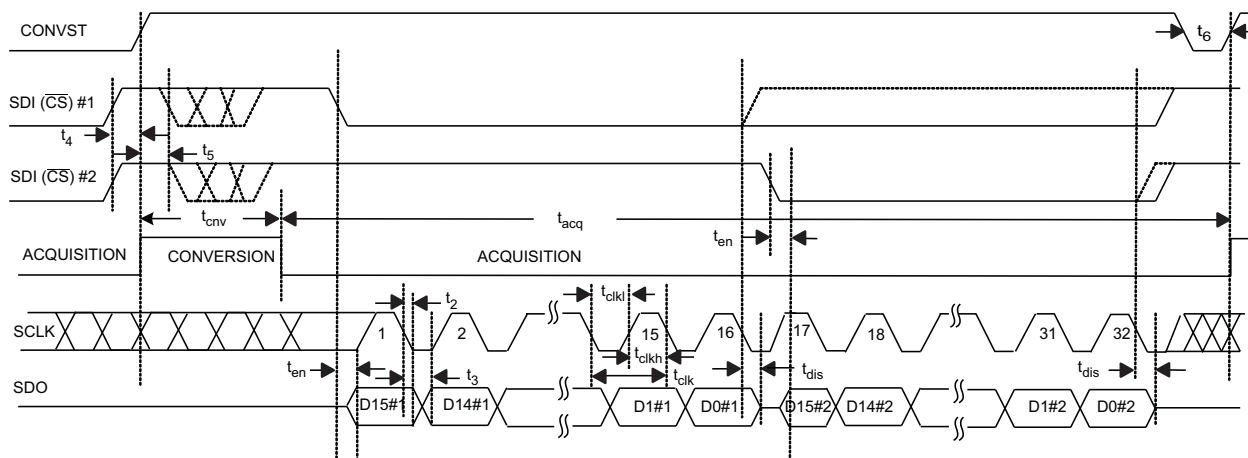 CONVST
t6
SDI (CS) #1
t4
t5
SDI (CS) #2
tcnv
tacq
ten
ACQUISITION
CONVERSION
ACQUISITION
t2
tclkl
SCLK
1
2
15
16
17
18
31
32
tclkh
ten
t3
tclk
tdis
tdis
SDO
D15#1
D14#1
D1#1
D0#1
D15#2
D14#2
D1#2
D0#2